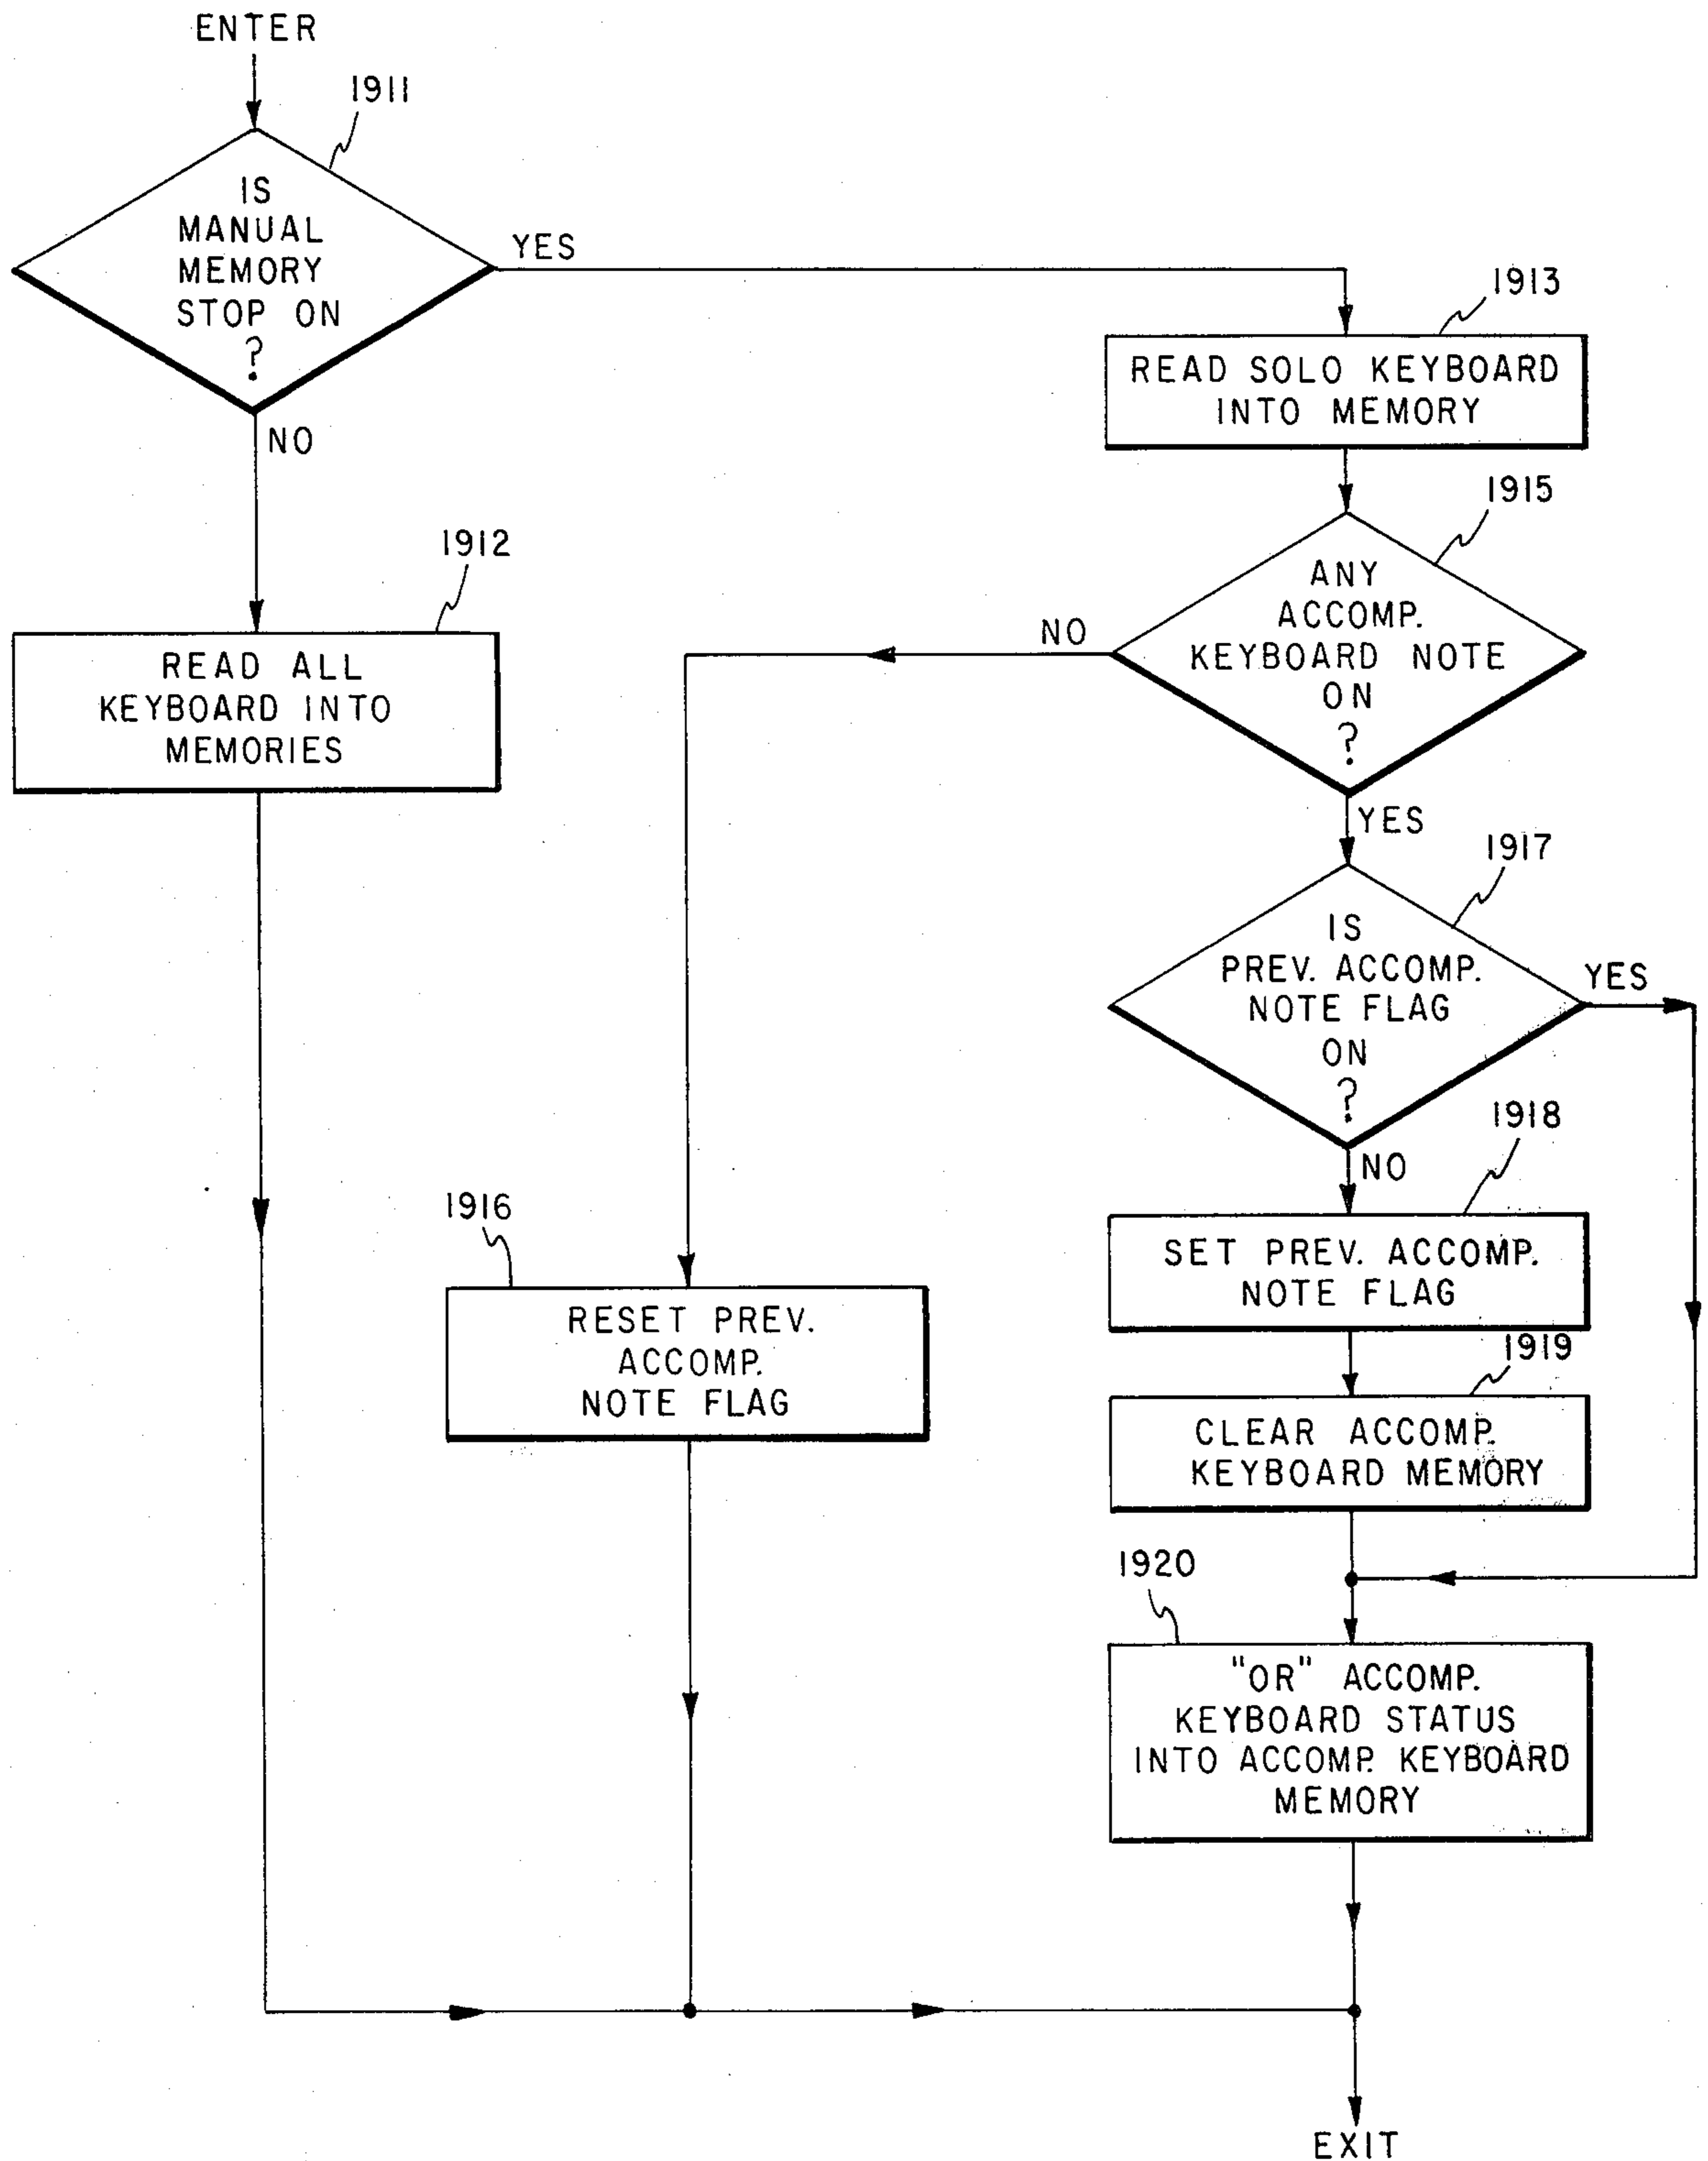 ENTER
1911
IS
MANUAL
MEMORY
STOP ON
?
YES
NO
1913
READ SOLO KEYBOARD
INTO MEMORY
1915
ANY
ACCOMP.
KEYBOARD NOTE
ON
?
NO
YES
1912
READ ALL
KEYBOARD INTO
MEMORIES
1917
IS
PREV. ACCOMP.
NOTE FLAG
ON
?
YES
NO
1918
SET PREV. ACCOMP.
NOTE FLAG
1916
RESET PREV.
ACCOMP.
NOTE FLAG
1919
CLEAR ACCOMP.
KEYBOARD MEMORY
1920
"OR" ACCOMP.
KEYBOARD STATUS
INTO ACCOMP. KEYBOARD
MEMORY
EXIT